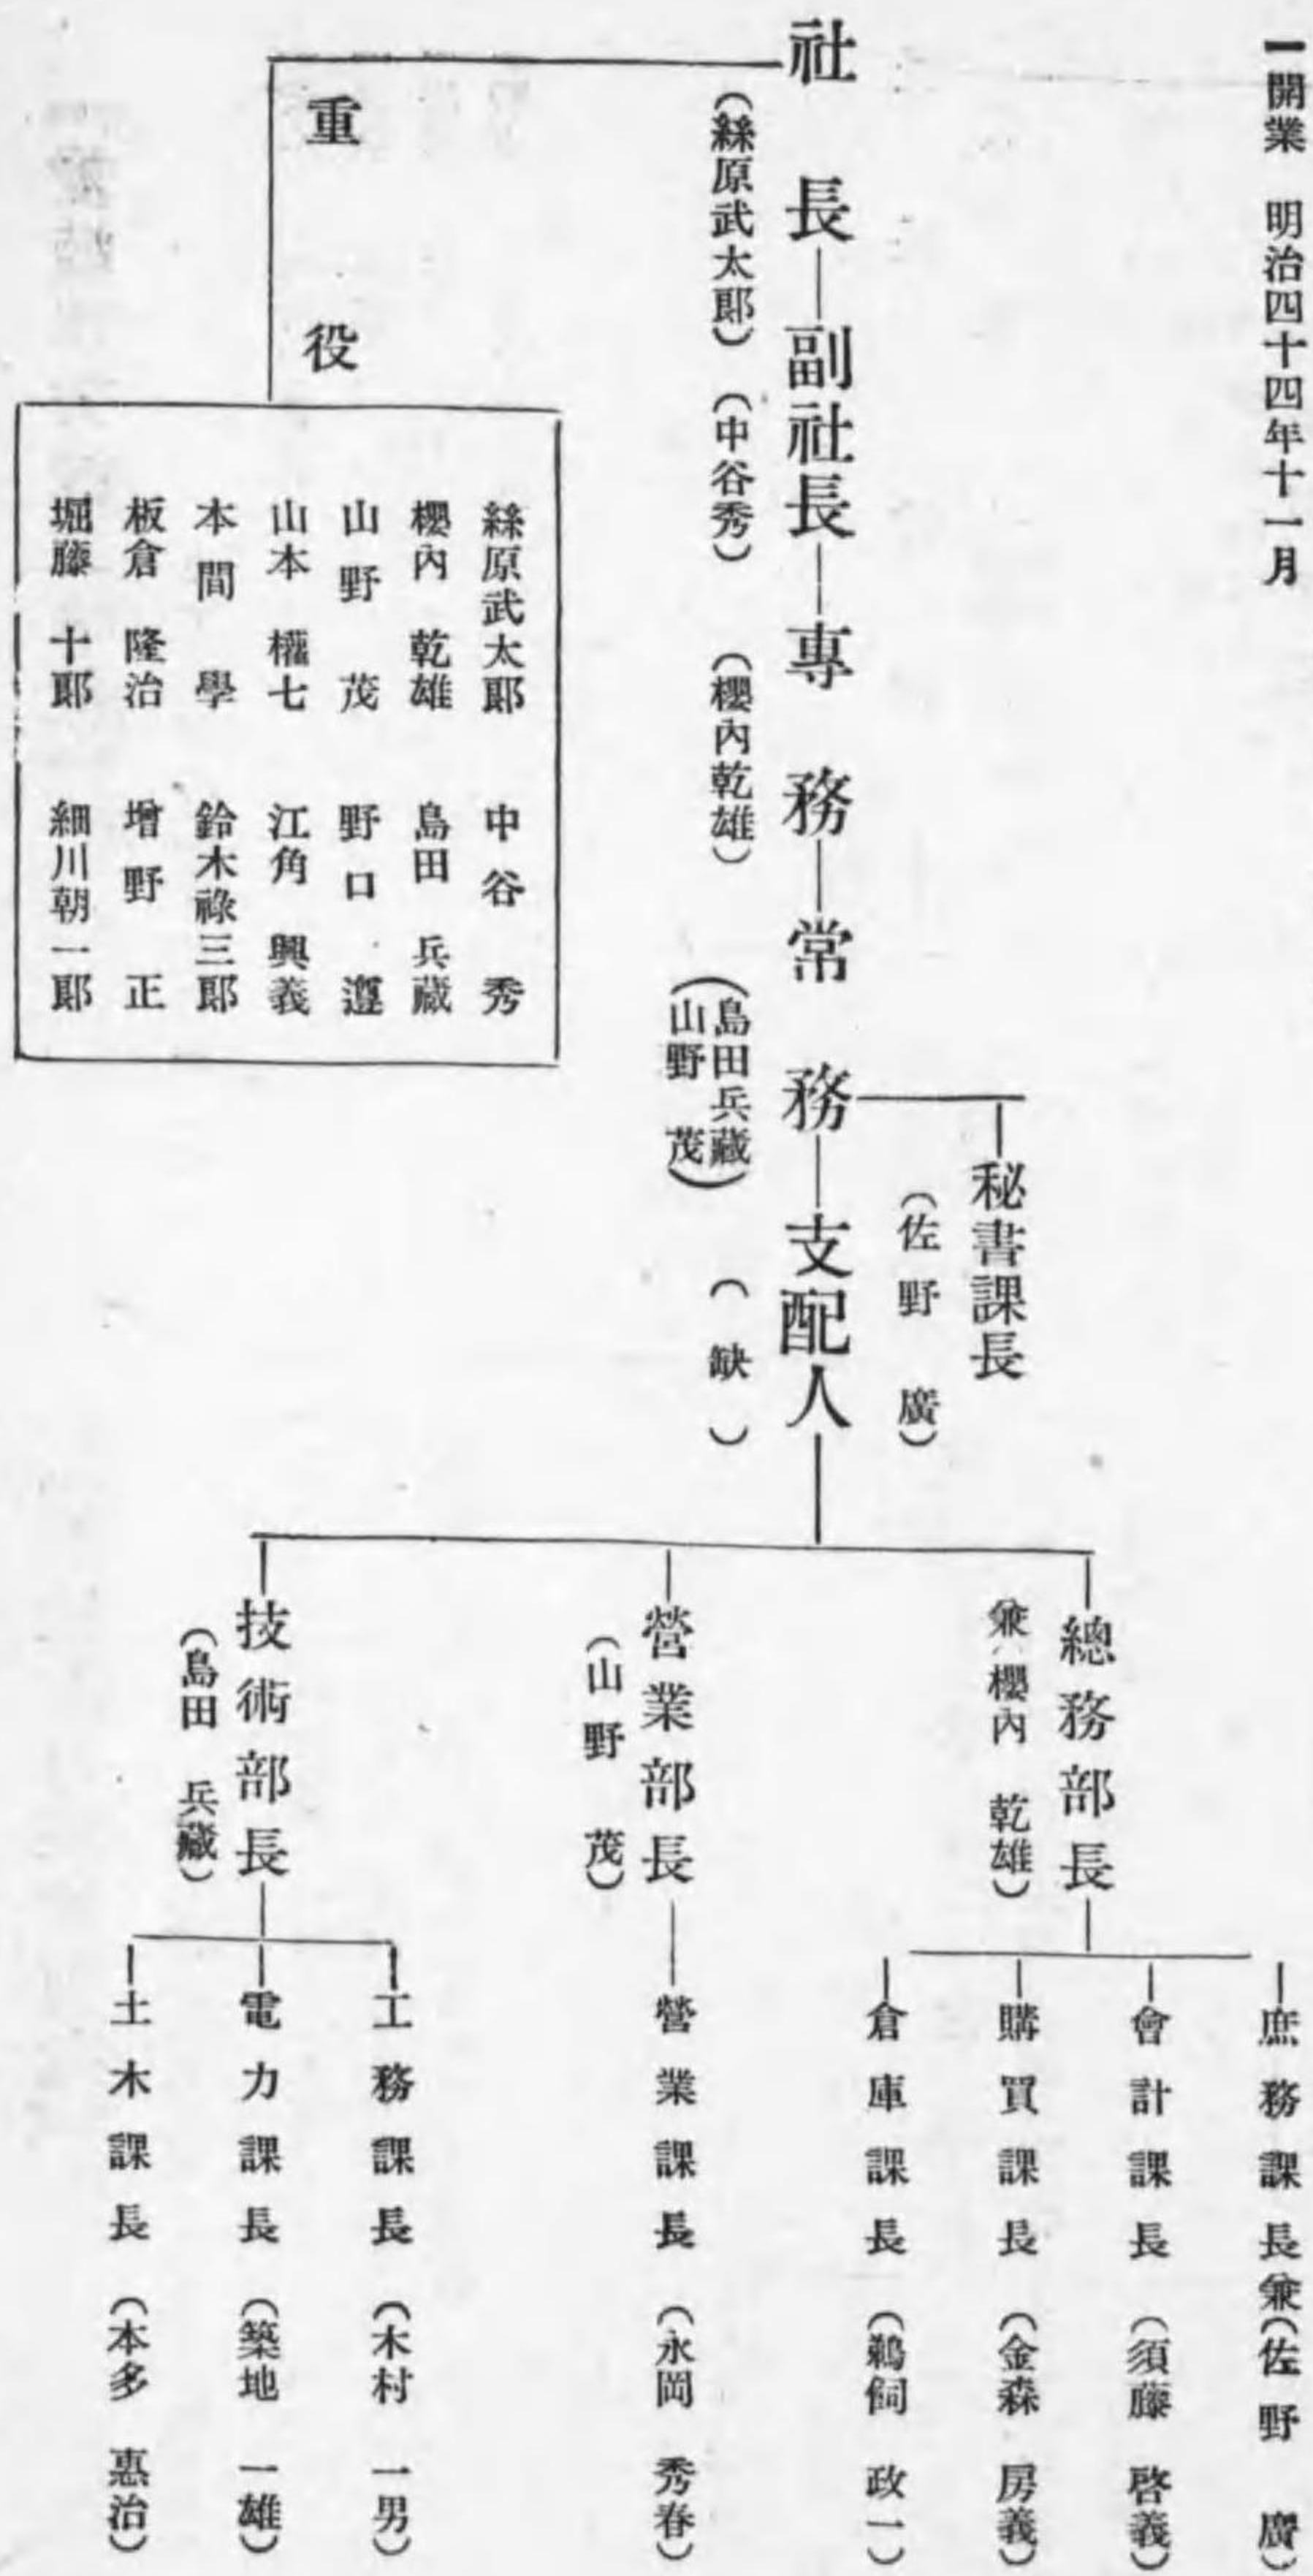 一開業 明治四十四年十一月
社長―副社長―專務―常務―支配人
(絲原武太郎)(中谷秀)(櫻內乾雄)(島田兵藏 山野茂)(缺)
秘書課長
(佐野廣)
重役
絲原武太郎 中谷秀
櫻內乾雄 島田兵藏
山野茂 野口遵
山本權七 江角興義
本間學 鈴木祿三郎
板倉隆治 增野正
堀藤十郎 細川朝一郎
總務部長
兼(櫻內乾雄)
庶務課長兼(佐野廣)
會計課長(須藤啓義)
購買課長(金森房義)
倉庫課長(鵜飼政一)
營業部長
(山野茂)
營業課長(永岡秀春)
技術部長
(島田兵藏)
工務課長(木村一男)
電力課長(築地一雄)
土木課長(本多惠治)